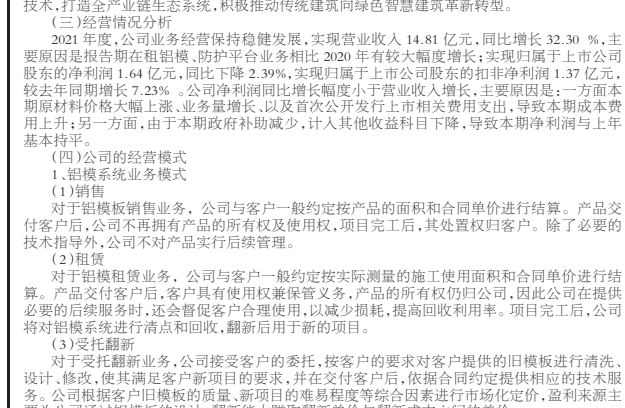 技术,打造全产业链生态系统,积极推动传统建筑向绿色智慧建筑革新转型。
(三)经营情况分析
2021 年度,公司业务经营保持稳健发展,实现营业收入 14.81 亿元,同比增长 32.30 %,主
要原因是报告期在租铝模、防护平台业务相比 2020 年有较大幅度增长;实现归属于上市公司
股东的净利润 1.64 亿元,同比下降 2.39%,实现归属于上市公司股东的扣非净利润 1.37 亿元,
较去年同期增长 7.23% 。公司净利润同比增长幅度小于营业收入增长,主要原因是:一方面本
期原材料价格大幅上涨、业务量增长、以及首次公开发行上市相关费用支出,导致本期成本费
用上升;另一方面,由于本期政府补助减少,计入其他收益科目下降,导致本期净利润与上年
基本持平。
(四)公司的经营模式
1、铝模系统业务模式
(1)销售
对于铝模板销售业务，公司与客户一般约定按产品的面积和合同单价进行结算。产品交
付客户后,公司不再拥有产品的所有权及使用权,项目完工后,其处置权归客户。除了必要的
技术指导外,公司不对产品实行后续管理。
(2)租赁
对于铝模租赁业务，公司与客户一般约定按实际测量的施工使用面积和合同单价进行结
算。产品交付客户后,客户具有使用权兼保管义务,产品的所有权仍归公司,因此公司在提供
必要的后续服务时,还会督促客户合理使用,以减少损耗,提高回收利用率。项目完工后,公司
将对铝模系统进行清点和回收,翻新后用于新的项目。
(3)受托翻新
对于受托翻新业务,公司接受客户的委托,按客户的要求对客户提供的旧模板进行清洗、
设计、修改,使其满足客户新项目的要求,并在交付客户后,依据合同约定提供相应的技术服
务。公司根据客户旧模板的质量、新项目的难易程度等综合因素进行市场化定价,盈利来源主